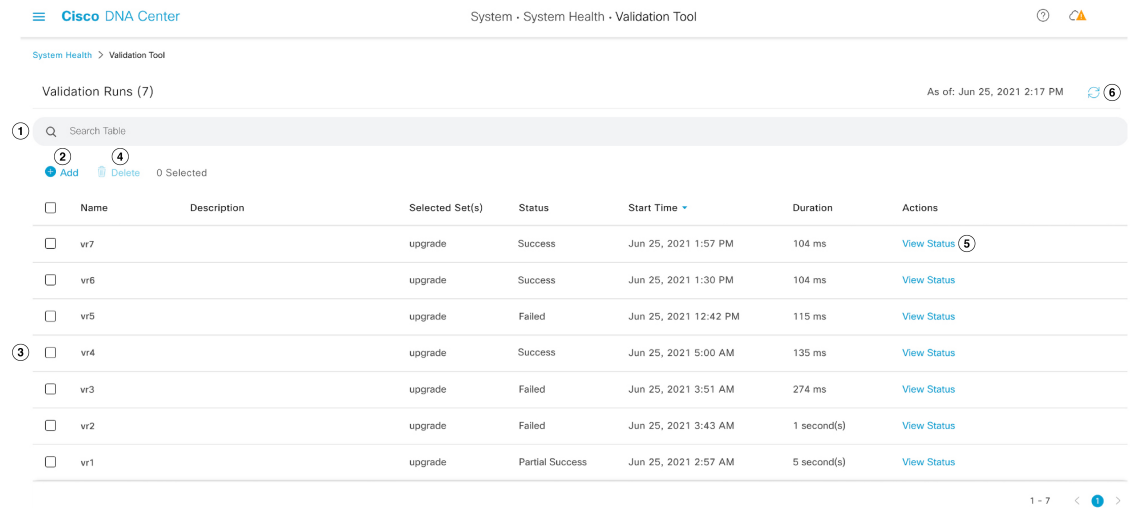 Cisco DNA Center System · System Health · Validation Tool
System Health > Validation Tool
Validation Runs (7) As of: Jun 25, 2021 2:17 PM 6
1 Search Table
2 4
Add Delete 0 Selected
Name Description Selected Set(s) Status Start Time Duration Actions
vr7 upgrade Success Jun 25, 2021 1:57 PM 104 ms View Status 5
vr6 upgrade Success Jun 25, 2021 1:30 PM 104 ms View Status
vr5 upgrade Failed Jun 25, 2021 12:42 PM 115 ms View Status
3 vr4 upgrade Success Jun 25, 2021 5:00 AM 135 ms View Status
vr3 upgrade Failed Jun 25, 2021 3:51 AM 274 ms View Status
vr2 upgrade Failed Jun 25, 2021 3:43 AM 1 second(s) View Status
vr1 upgrade Partial Success Jun 25, 2021 2:57 AM 5 second(s) View Status
1 - 7 < 1 >